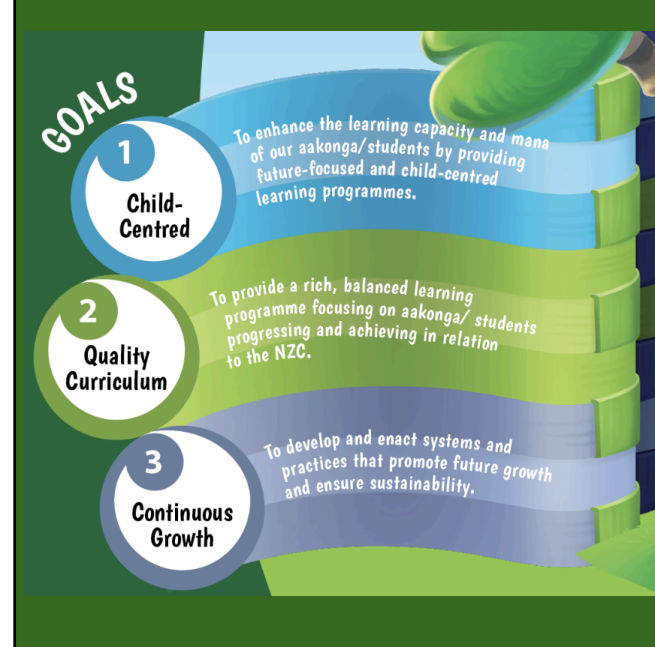 GOALS
1
Child-
Centred
To enhance the learning capacity and mana
of our aakonga/students by providing
future-focused and child-centred
learning programmes.
2
Quality
Curriculum
To provide a rich, balanced learning
programme focusing on aakonga/ students
progressing and achieving in relation
to the NZC.
3
Continuous
Growth
To develop and enact systems and
practices that promote future growth
and ensure sustainability.